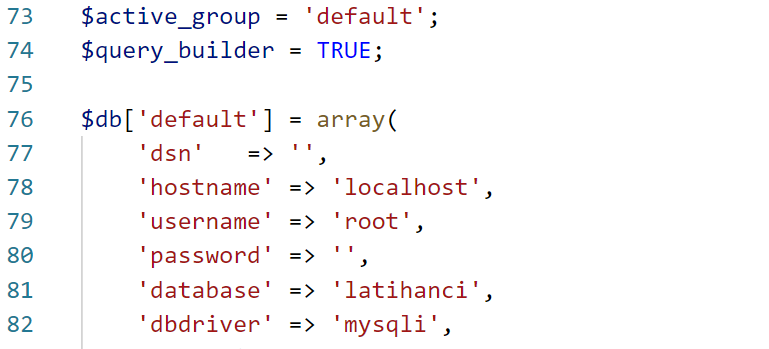 73 $active_group = 'default';
74 $query_builder = TRUE;
75
76 $db['default'] = array(
77     'dsn'   => '',
78     'hostname' => 'localhost',
79     'username' => 'root',
80     'password' => '',
81     'database' => 'latihanci',
82     'dbdriver' => 'mysqli',